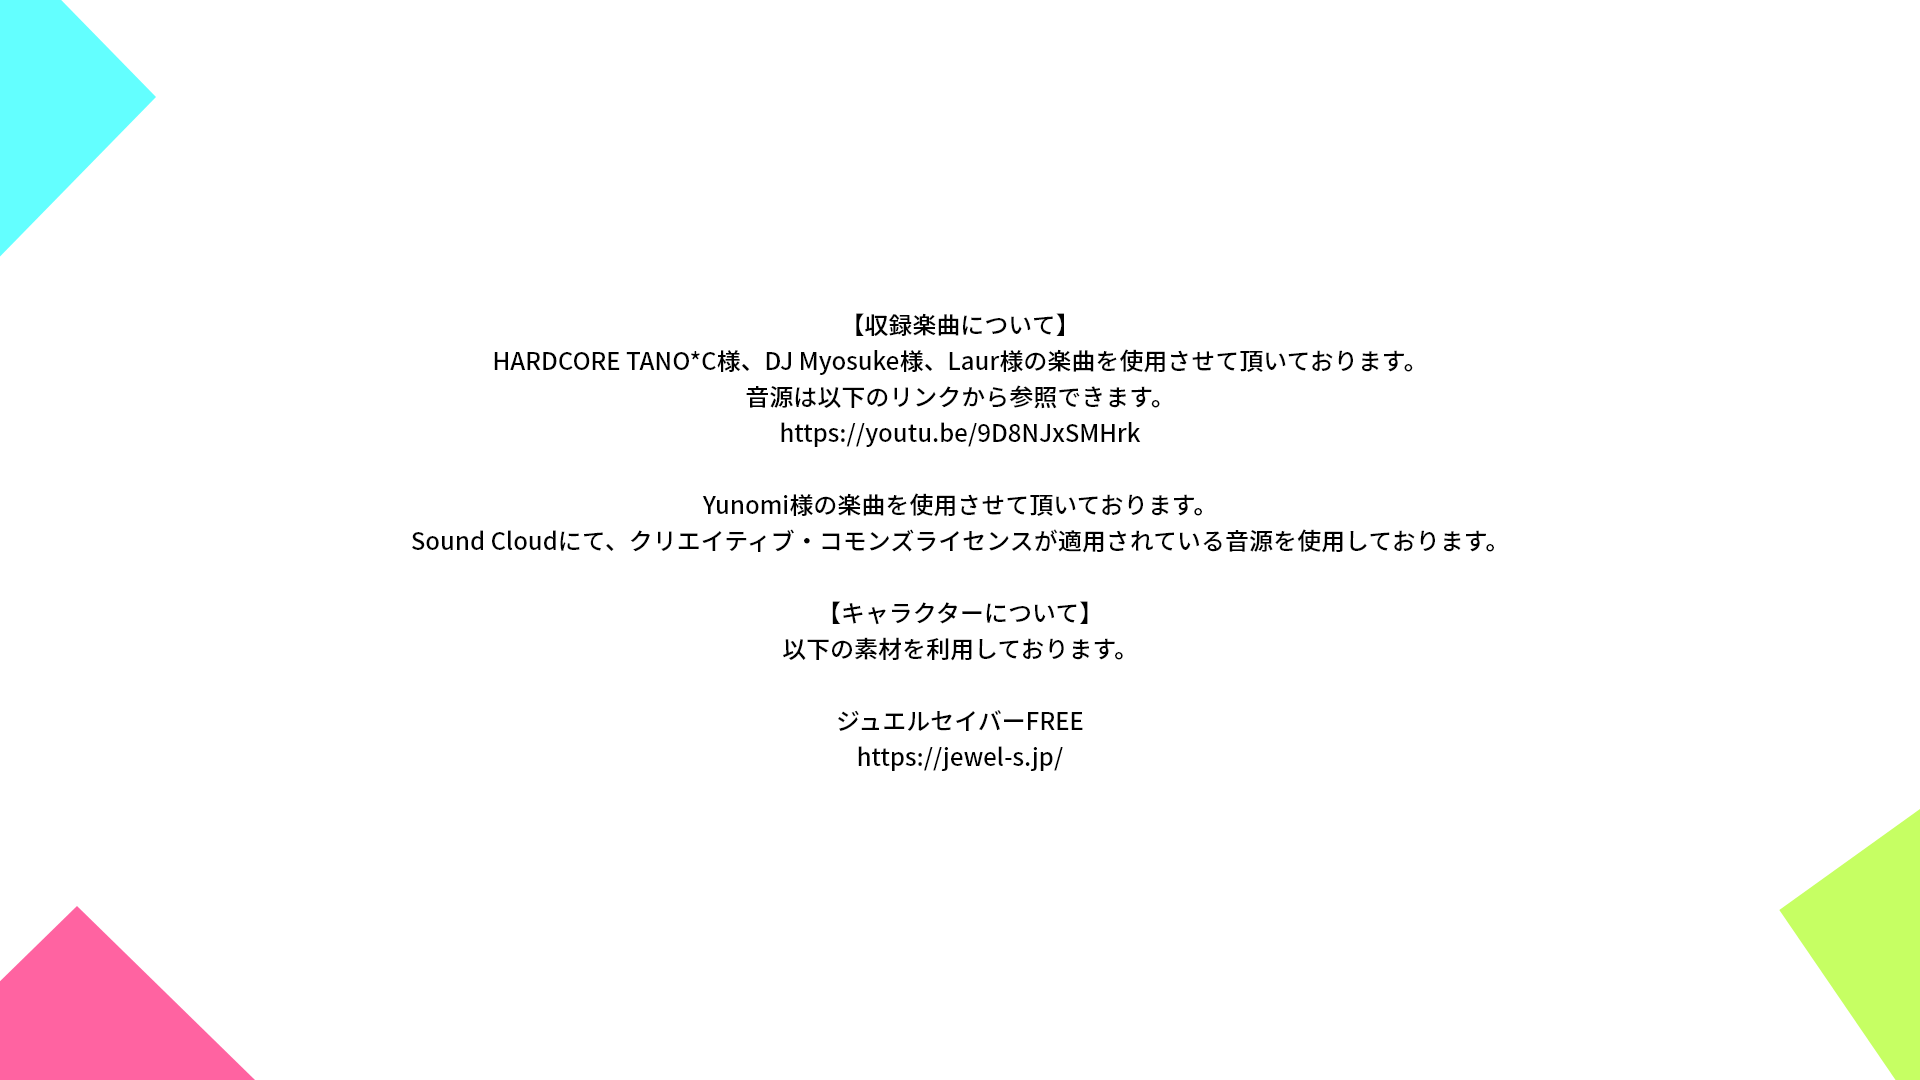 【収録楽曲について】
HARDCORE TANO*C様、DJ Myosuke様、Laur様の楽曲を使用させて頂いております。
音源は以下のリンクから参照できます。
https://youtu.be/9D8NJxSMHrk
Yunomi様の楽曲を使用させて頂いております。
Sound Cloudにて、クリエイティブ・コモンズライセンスが適用されている音源を使用しております。
【キャラクターについて】
以下の素材を利用しております。
ジュエルセイバーFREE
https://jewel-s.jp/